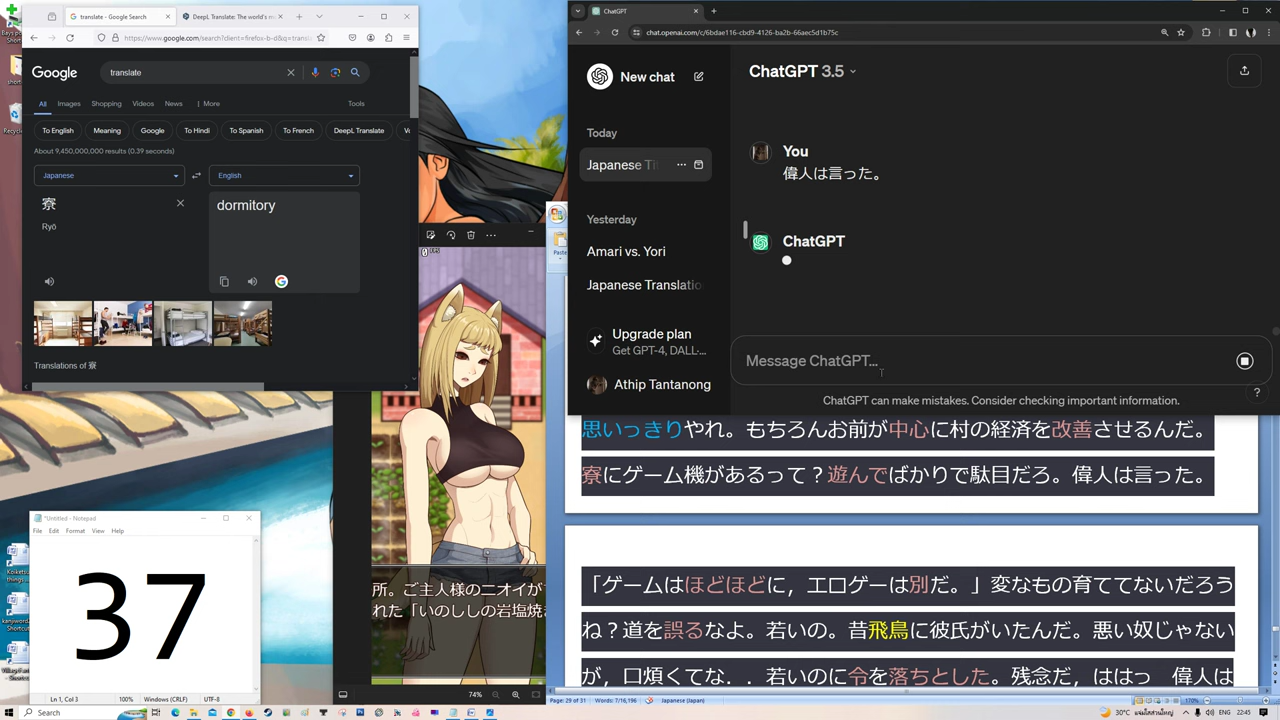 translate - Google Search
DeepL Translate: The world's m
https://www.google.com/search?client=firefox-b-d&q=trans
Google
translate
All
Images
Shopping
Videos
News
More
Tools
To English
Meaning
Google
To Hindi
To Spanish
To French
DeepL Translate
About 9,450,000,000 results (0.39 seconds)
Japanese
English
寮
Ryō
dormitory
Translations of 寮
*Untitled - Notepad
File
Edit
Format
View
Help
37
Ln 1, Col 3
100%
Windows (CRLF)
UTF-8
所。ご主人様のニオイが
れた「いのししの岩塩焼
74%
Paste
ChatGPT
chat.openai.com/c/6bdae116-cbd9-4126-ba2b-66aec5d1b75c
New chat
ChatGPT 3.5
Today
Japanese Ti
Yesterday
Amari vs. Yori
Japanese Translatio
Upgrade plan
Get GPT-4, DALL·...
Athip Tantanong
You
偉人は言った。
ChatGPT
Message ChatGPT...
ChatGPT can make mistakes. Consider checking important information.
?
思いっきりやれ。もちろんお前が中心に村の経済を改善させるんだ。
寮にゲーム機があるって？遊んでばかりで駄目だろ。偉人は言った。
「ゲームはほどほどに，エロゲーは別だ。」変なもの育ててないだろう
ね？道を誤るなよ。若いの。昔飛鳥に彼氏がいたんだ。悪い奴じゃない
が，口煩くてな．．若いのに令を落ちとした。残念だ，ははっ　偉人は
Page: 29 of 31
Words: 7/16,196
Japanese (Japan)
170%
Search
30°C
ENG
22:45